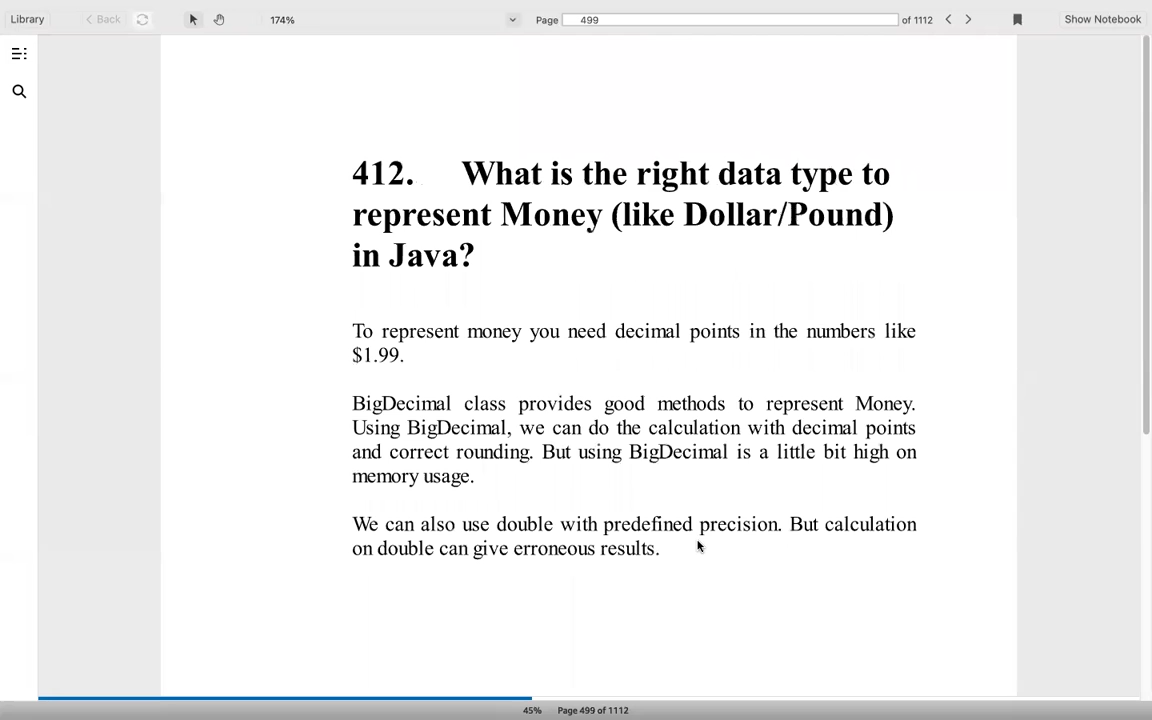 Library
Back
174%
Page
499
of 1112
Show Notebook
412. What is the right data type to
represent Money (like Dollar/Pound)
in Java?
To represent money you need decimal points in the numbers like
$1.99.
BigDecimal class provides good methods to represent Money.
Using BigDecimal, we can do the calculation with decimal points
and correct rounding. But using BigDecimal is a little bit high on
memory usage.
We can also use double with predefined precision. But calculation
on double can give erroneous results.
45% Page 499 of 1112